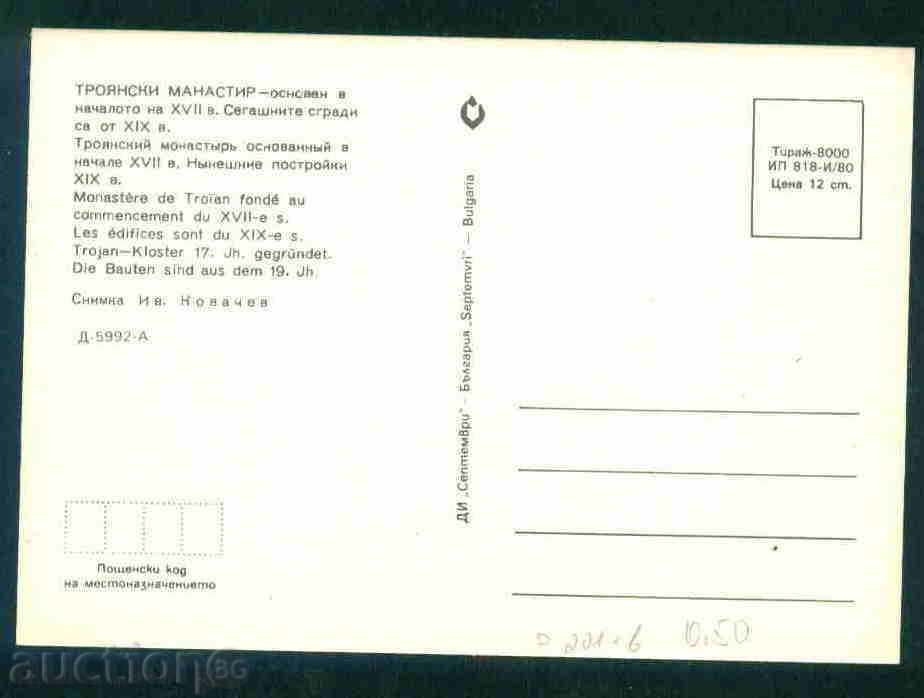 ТРОЯНСКИ МАНАСТИР—основен в
началото на XVII в. Сегашните сгради
са от XIX в.
Троянский монастырь основанный в
начале XVII в. Нынешние постройки
XIX в.
Monastère de Troïan fondé au
commencement du XVII-e s.
Les édifices sont du XIX-e s.
Trojan—Kloster 17. Jh. gegründet.
Die Bauten sind aus dem 19. Jh.
Снимка Ив. Ковачев
Д-5992-А
Пощенски код
на местоназначението
ДИ „Септември" - България „Septemvri" — Bulgaria
Тираж-8000
ИП 818-И/80
Цена 12 ст.
0.50
auction BG